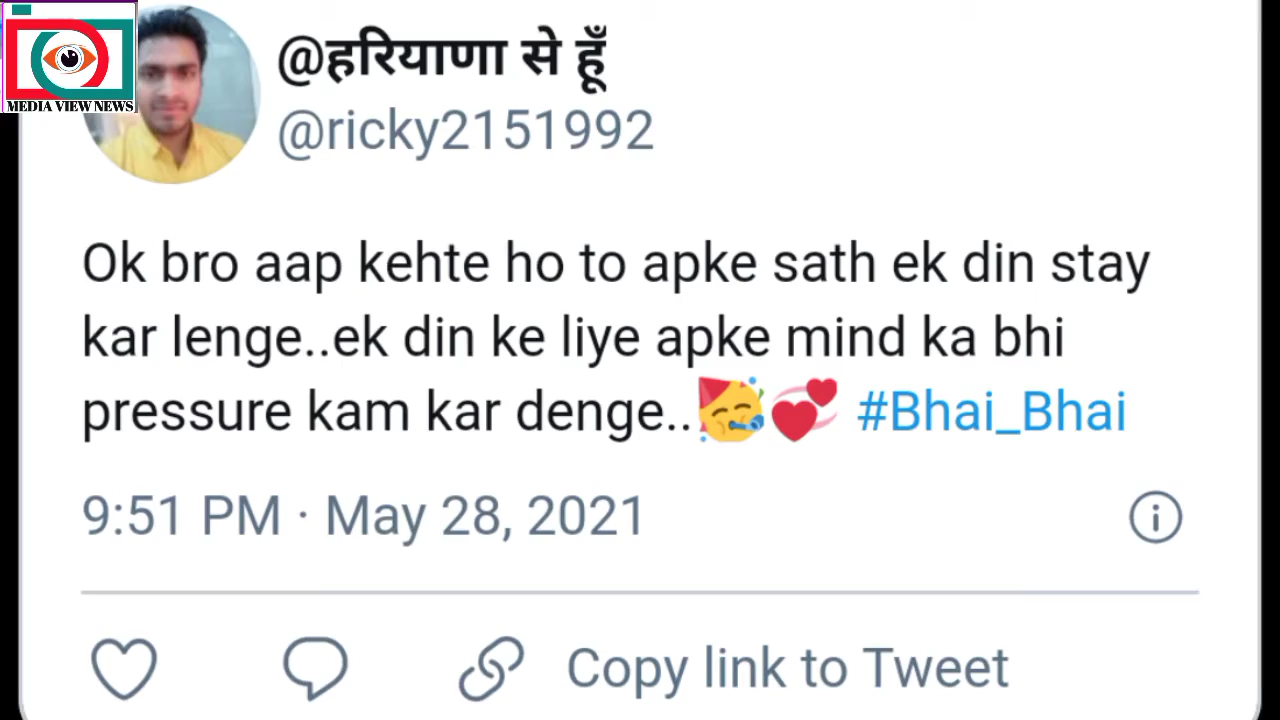 MEDIA VIEW NEWS
@हरियाणा से हूँ
@ricky2151992
Ok bro aap kehte ho to apke sath ek din stay
kar lenge..ek din ke liye apke mind ka bhi
pressure kam kar denge..🥳💞 #Bhai_Bhai
9:51 PM · May 28, 2021
Copy link to Tweet